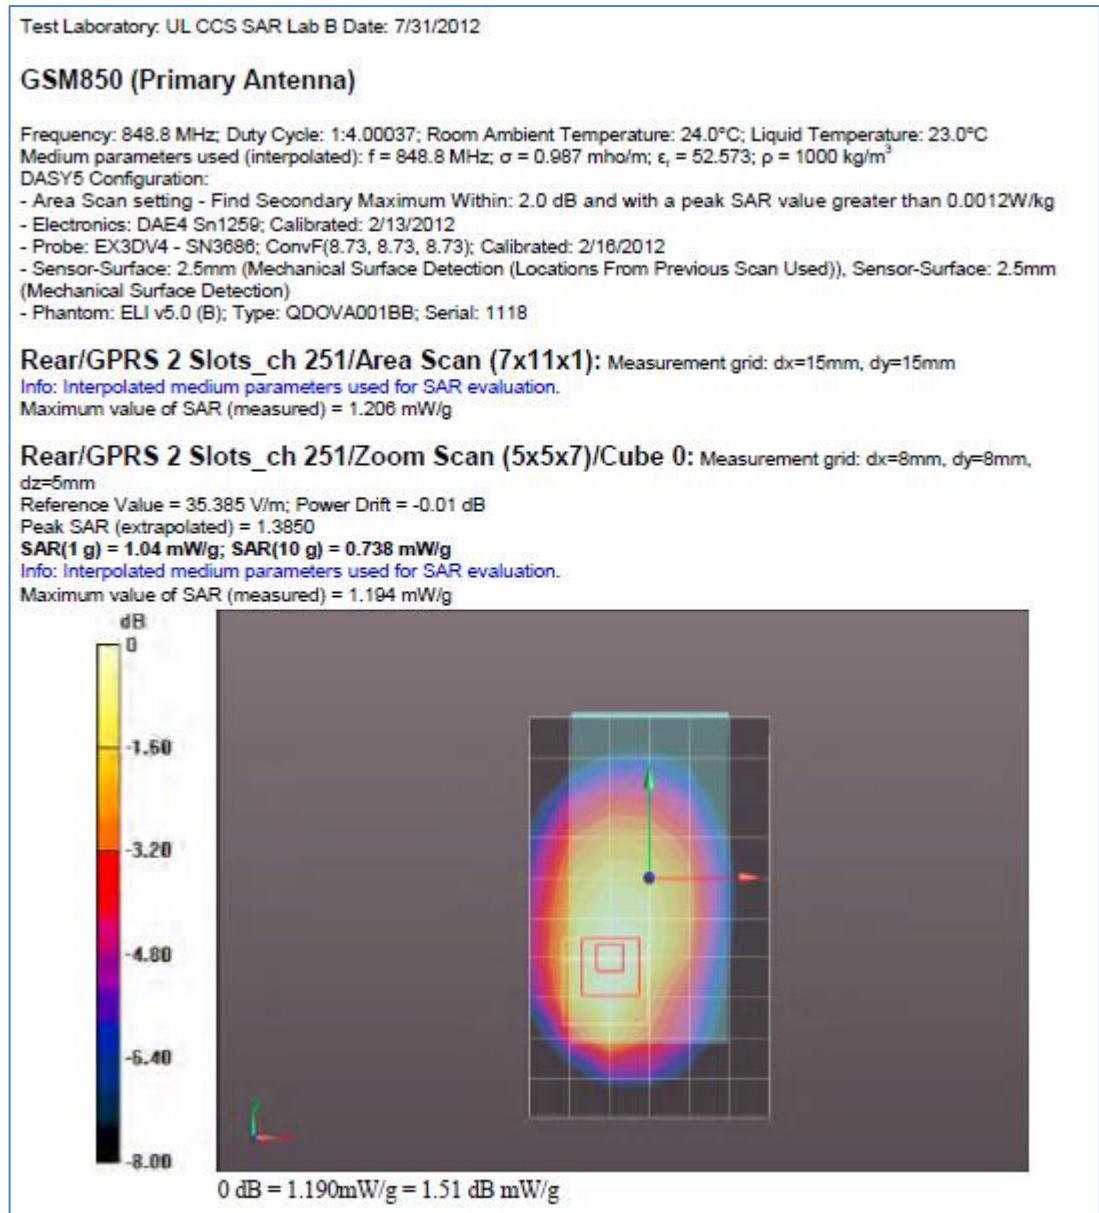 Test Laboratory: UL CCS SAR Lab B Date: 7/31/2012
GSM850 (Primary Antenna)
Frequency: 848.8 MHz; Duty Cycle: 1:4.00037; Room Ambient Temperature: 24.0°C; Liquid Temperature: 23.0°C
Medium parameters used (interpolated): f = 848.8 MHz; σ = 0.987 mho/m; εr = 52.573; ρ = 1000 kg/m³
DASY5 Configuration:
- Area Scan setting - Find Secondary Maximum Within: 2.0 dB and with a peak SAR value greater than 0.0012W/kg
- Electronics: DAE4 Sn1259; Calibrated: 2/13/2012
- Probe: EX3DV4 - SN3686; ConvF(8.73, 8.73, 8.73); Calibrated: 2/16/2012
- Sensor-Surface: 2.5mm (Mechanical Surface Detection (Locations From Previous Scan Used)), Sensor-Surface: 2.5mm
(Mechanical Surface Detection)
- Phantom: ELI v5.0 (B); Type: QDOVA001BB; Serial: 1118
Rear/GPRS 2 Slots_ch 251/Area Scan (7x11x1): Measurement grid: dx=15mm, dy=15mm
Info: Interpolated medium parameters used for SAR evaluation.
Maximum value of SAR (measured) = 1.206 mW/g
Rear/GPRS 2 Slots_ch 251/Zoom Scan (5x5x7)/Cube 0: Measurement grid: dx=8mm, dy=8mm,
dz=5mm
Reference Value = 35.385 V/m; Power Drift = -0.01 dB
Peak SAR (extrapolated) = 1.3850
SAR(1 g) = 1.04 mW/g; SAR(10 g) = 0.738 mW/g
Info: Interpolated medium parameters used for SAR evaluation.
Maximum value of SAR (measured) = 1.194 mW/g
dB
0
-1.60
-3.20
-4.80
-6.40
-8.00
0 dB = 1.190mW/g = 1.51 dB mW/g